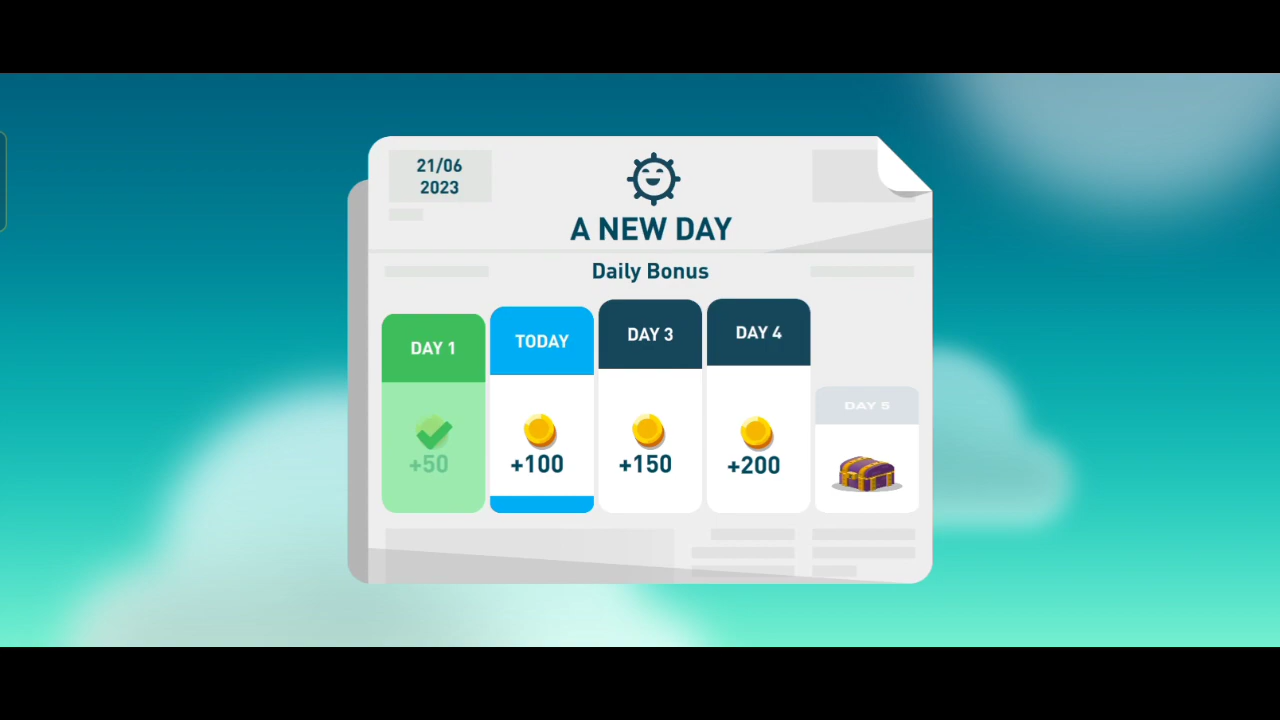 21/06
2023
A NEW DAY
Daily Bonus
DAY 1
TODAY
DAY 3
DAY 4
DAY 5
+50
+100
+150
+200